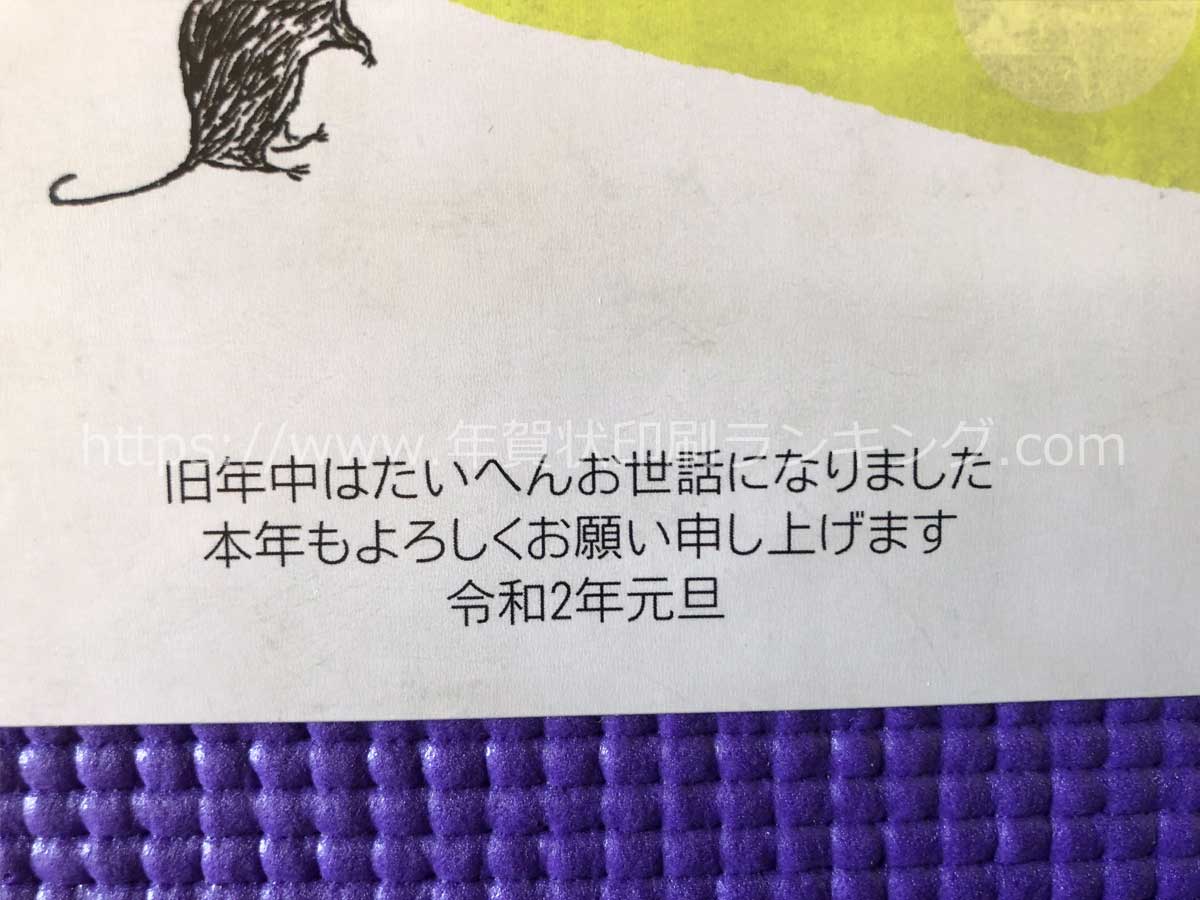 https://www.年賀状印刷ランキング.com
旧年中はたいへんお世話になりました
本年もよろしくお願い申し上げます
令和2年元旦